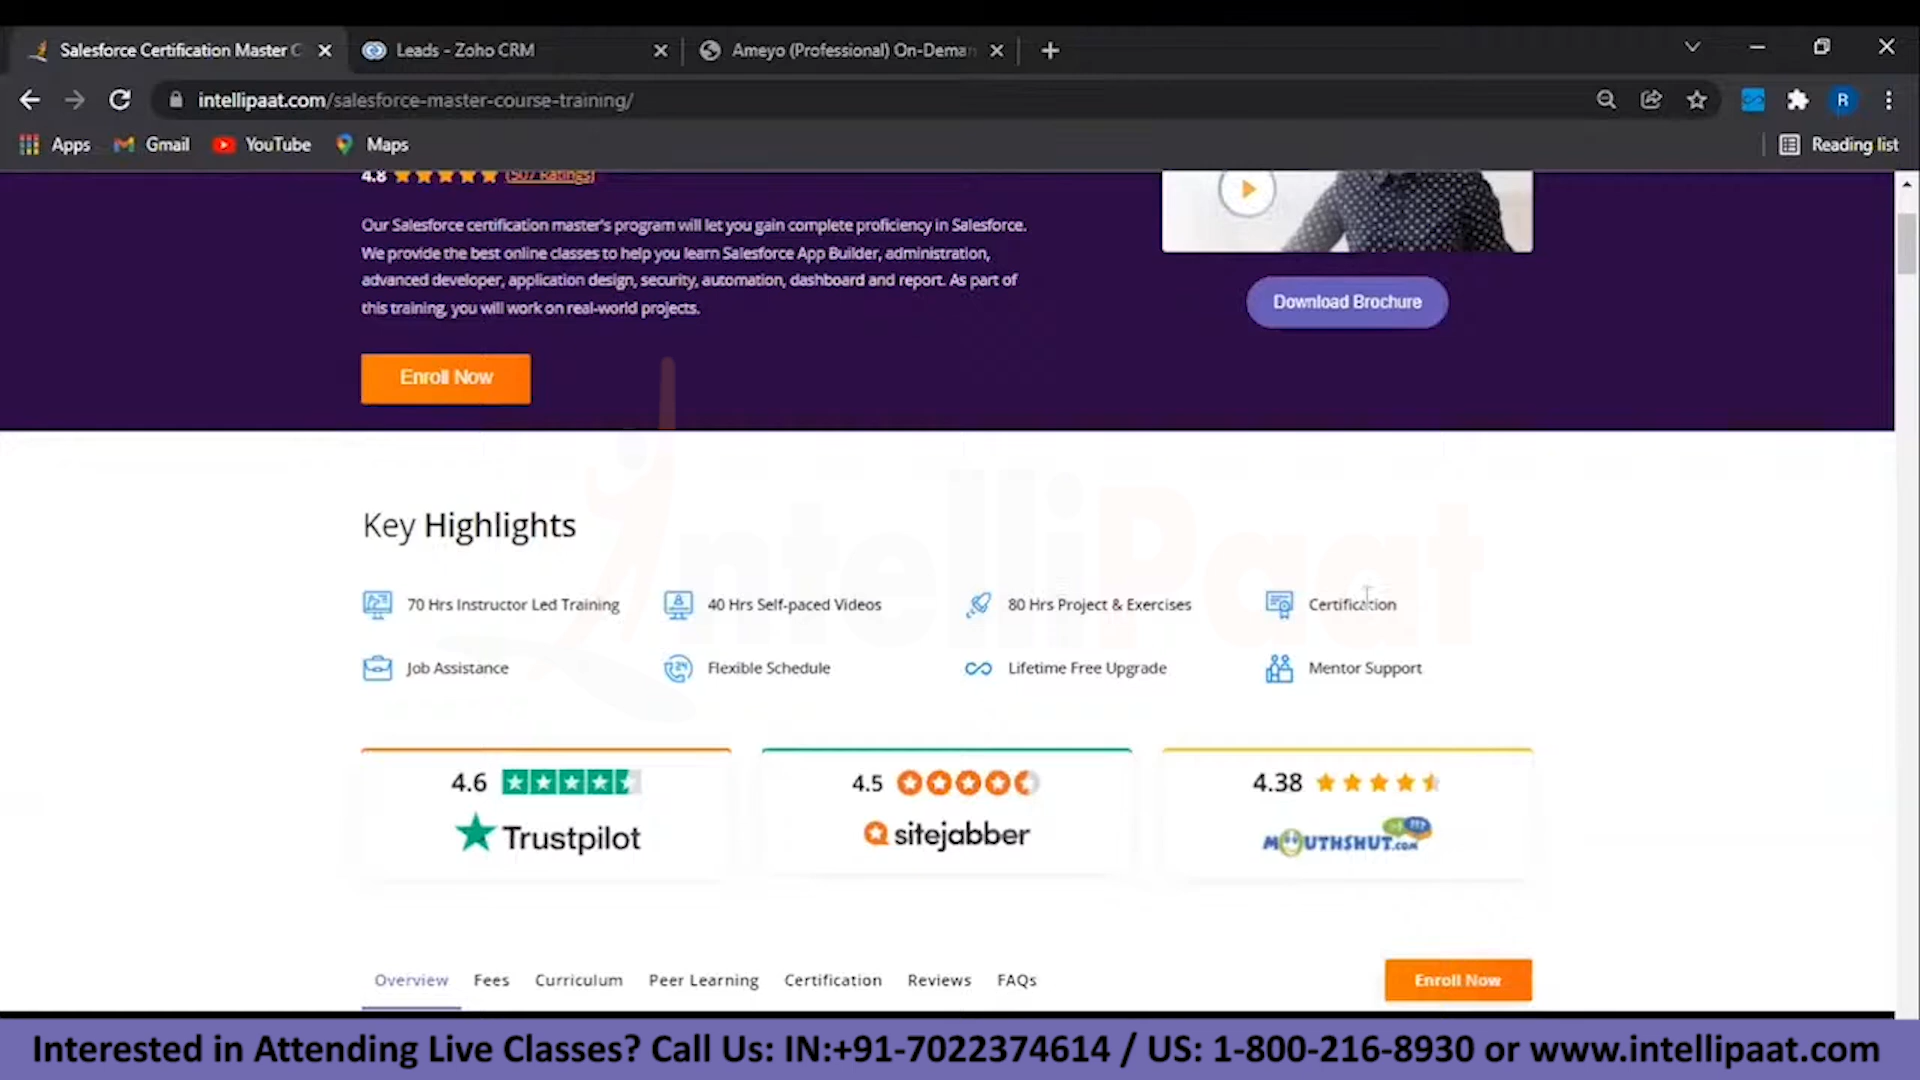 Salesforce Certification Master C
Leads - Zoho CRM
Ameyo (Professional) On-Deman
intellipaat.com/salesforce-master-course-training/
R
Apps
Gmail
YouTube
Maps
Reading list
4.8 (507 Ratings)
Our Salesforce certification master's program will let you gain complete proficiency in Salesforce.
We provide the best online classes to help you learn Salesforce App Builder, administration,
advanced developer, application design, security, automation, dashboard and report. As part of
this training, you will work on real-world projects.
Download Brochure
Enroll Now
IntelliPaat
Key Highlights
70 Hrs Instructor Led Training
40 Hrs Self-paced Videos
80 Hrs Project & Exercises
Certification
Job Assistance
Flexible Schedule
Lifetime Free Upgrade
Mentor Support
4.6
Trustpilot
4.5
sitejabber
4.38
MOUTHSHUT.COM
Overview
Fees
Curriculum
Peer Learning
Certification
Reviews
FAQs
Enroll Now
Interested in Attending Live Classes? Call Us: IN:+91-7022374614 / US: 1-800-216-8930 or www.intellipaat.com